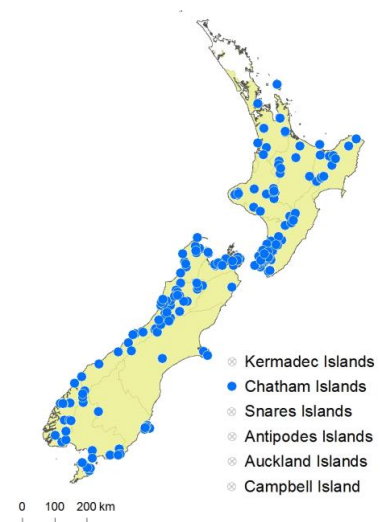 Kermadec Islands
Chatham Islands
Snares Islands
Antipodes Islands
Auckland Islands
Campbell Island
0 100 200 km